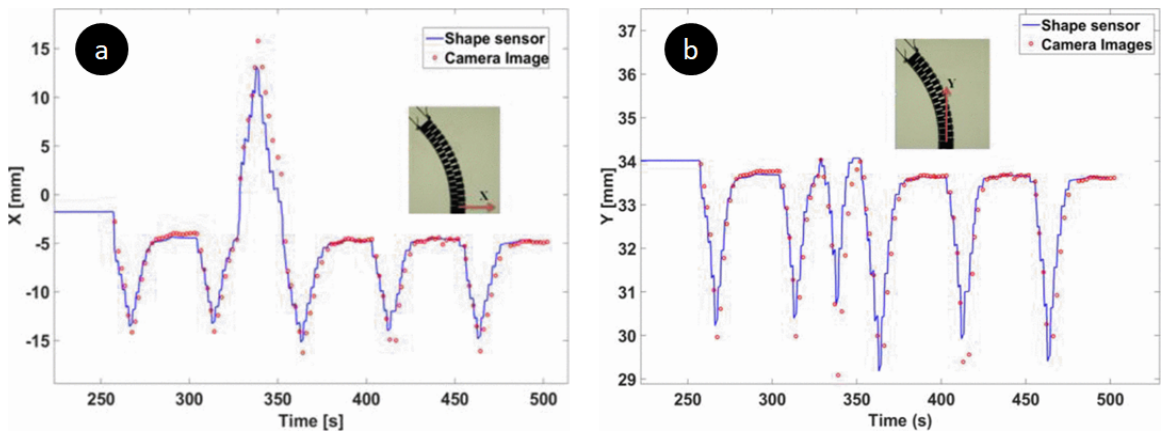 a
Shape sensor
Camera Image
X
X [mm]
15
10
5
0
-5
-10
-15
250 300 350 400 450 500
Time [s]
b
Shape sensor
Camera Images
Y
Y [mm]
37
36
35
34
33
32
31
30
29
250 300 350 400 450 500
Time (s)